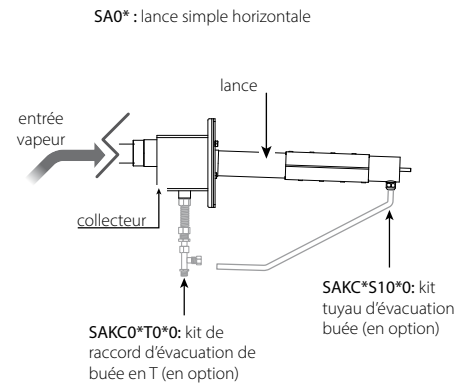 SA0* : lance simple horizontale
lance
entrée
vapeur
collecteur
SAKC*S10*0: kit
tuyau d’évacuation
buée (en option)
SAKC0*T0*0: kit de
raccord d’évacuation de
buée en T (en option)